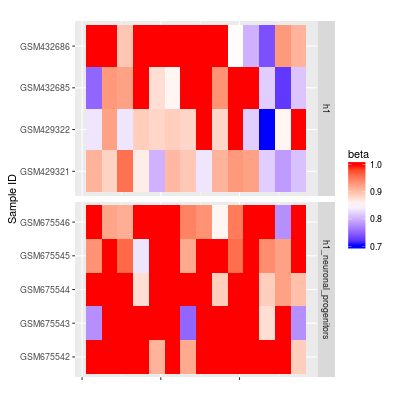 Sample ID
GSM432686
GSM432685
GSM429322
GSM429321
h1
GSM675546
GSM675545
GSM675544
GSM675543
GSM675542
h1_neuronal_progenitors
beta
1.0
0.9
0.8
0.7